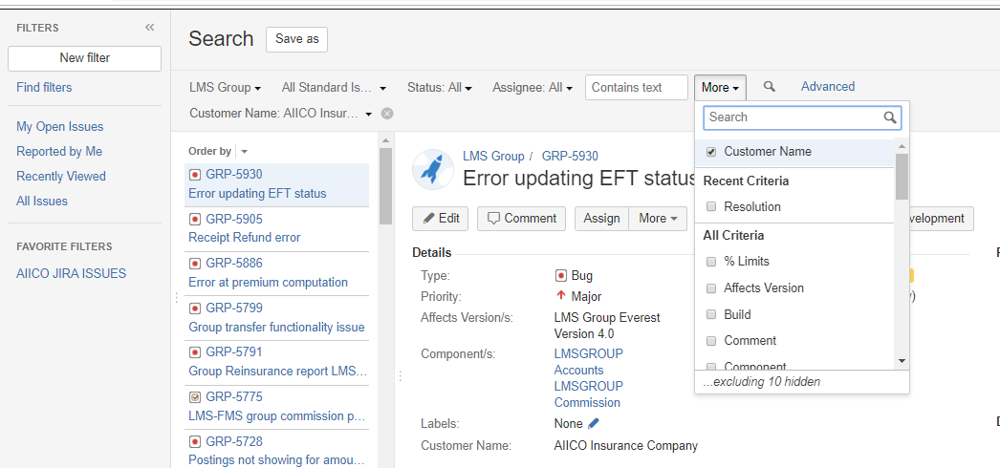 FILTERS
New filter
Find filters
My Open Issues
Reported by Me
Recently Viewed
All Issues
FAVORITE FILTERS
AIICO JIRA ISSUES
Search
Save as
LMS Group
All Standard Is...
Status: All
Assignee: All
Contains text
More
Advanced
Customer Name: AIICO Insur...
Search
Customer Name
Recent Criteria
Resolution
All Criteria
% Limits
Affects Version
Build
Comment
Component
...excluding 10 hidden
Order by
GRP-5930
Error updating EFT status
GRP-5905
Receipt Refund error
GRP-5886
Error at premium computation
GRP-5799
Group transfer functionality issue
GRP-5791
Group Reinsurance report LMS...
GRP-5775
LMS-FMS group commission p...
GRP-5728
Postings not showing for amou...
LMS Group / GRP-5930
Error updating EFT status
Edit
Comment
Assign
More
velopment
Details
Type: Bug
Priority: Major
Affects Version/s: LMS Group Everest
Version 4.0
Component/s: LMSGROUP
Accounts
LMSGROUP
Commission
Labels: None
Customer Name: AIICO Insurance Company